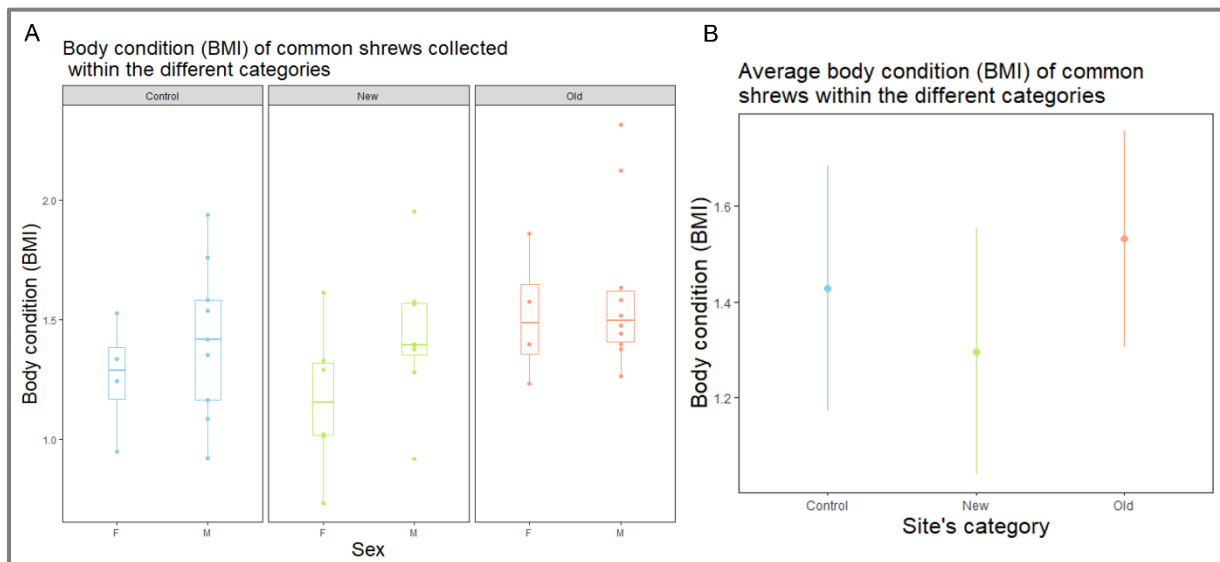 A
Body condition (BMI) of common shrews collected
within the different categories
Control
New
Old
Body condition (BMI)
2.0
1.5
1.0
F
M
F
M
F
M
Sex
B
Average body condition (BMI) of common
shrews within the different categories
Body condition (BMI)
1.6
1.4
1.2
Control
New
Old
Site's category